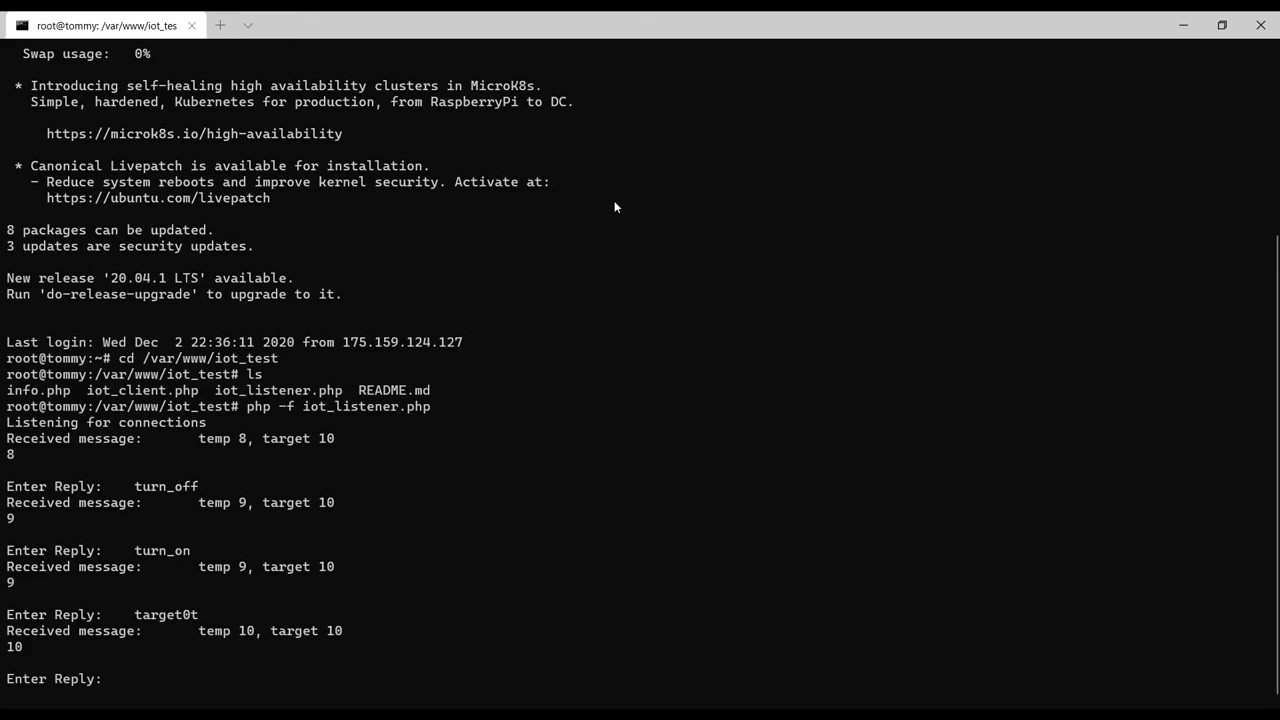 root@tommy: /var/www/iot_tes
Swap usage:   0%
* Introducing self-healing high availability clusters in MicroK8s.
Simple, hardened, Kubernetes for production, from RaspberryPi to DC.
https://microk8s.io/high-availability
* Canonical Livepatch is available for installation.
- Reduce system reboots and improve kernel security. Activate at:
https://ubuntu.com/livepatch
8 packages can be updated.
3 updates are security updates.
New release '20.04.1 LTS' available.
Run 'do-release-upgrade' to upgrade to it.
Last login: Wed Dec  2 22:36:11 2020 from 175.159.124.127
root@tommy:~# cd /var/www/iot_test
root@tommy:/var/www/iot_test# ls
info.php  iot_client.php  iot_listener.php  README.md
root@tommy:/var/www/iot_test# php -f iot_listener.php
Listening for connections
Received message:       temp 8, target 10
8
Enter Reply:    turn_off
Received message:       temp 9, target 10
9
Enter Reply:    turn_on
Received message:       temp 9, target 10
9
Enter Reply:    target0t
Received message:       temp 10, target 10
10
Enter Reply: